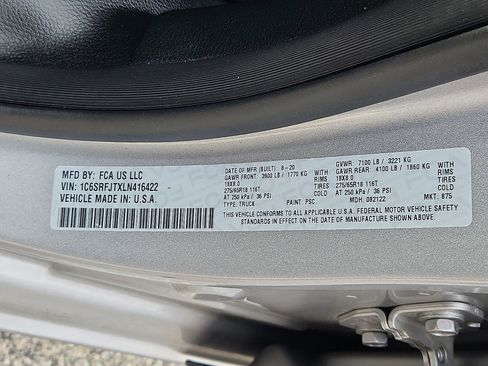 MFD BY: FCA US LLC
VIN: 1C6SRFJTXLN416422
VEHICLE MADE IN: U.S.A.
DATE OF MFR (BUILT): 8-20 GVWR: 7100 LB / 3221 KG
GAWR FRONT: 3900 LB / 1770 KG GAWR REAR: 4100 LB / 1860 KG
18X8.0 RIMS 18X8.0 RIMS
275/65R18 116T TIRES 275/65R18 116T TIRES
AT 250 kPa / 36 PSI COLD AT 250 kPa / 36 PSI COLD
TYPE: TRUCK PAINT: PSC MDH: 082122 MKT: 875
THIS VEHICLE CONFORMS TO ALL APPLICABLE U.S.A. FEDERAL MOTOR VEHICLE SAFETY
STANDARDS IN EFFECT ON THE DATE OF MANUFACTURE SHOWN ABOVE